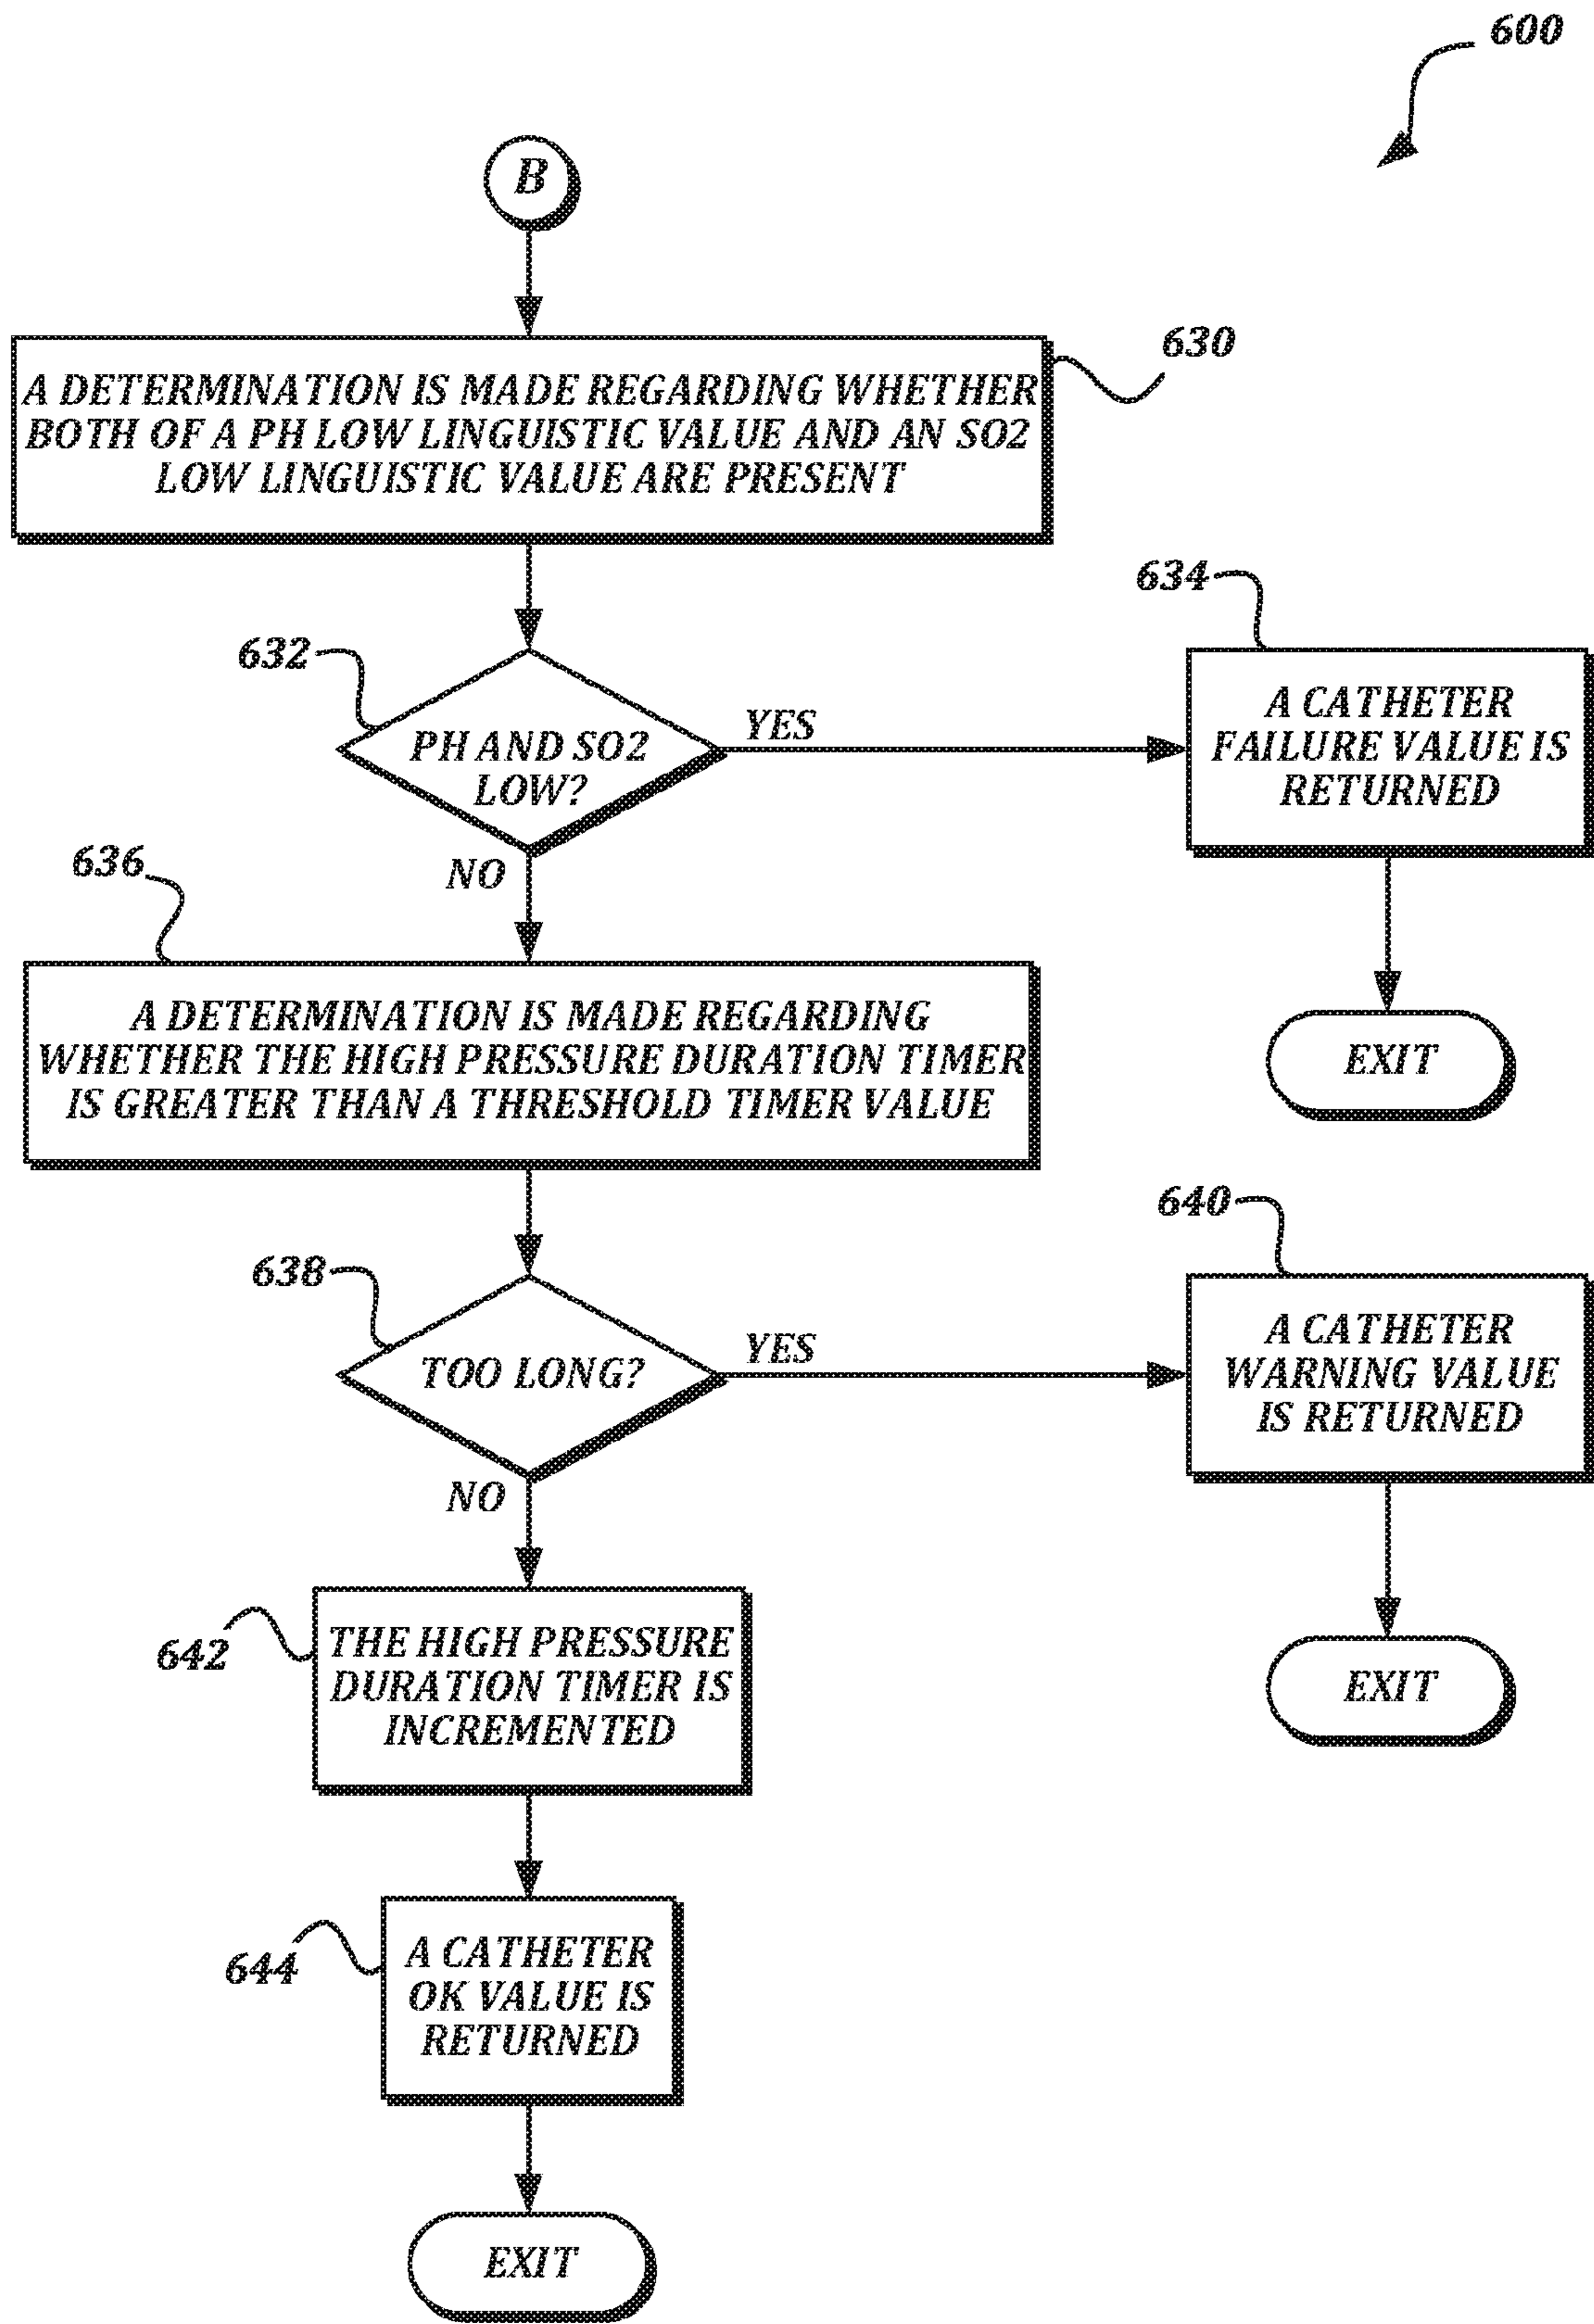 600
B
630
A DETERMINATION IS MADE REGARDING WHETHER
BOTH OF A PH LOW LINGUISTIC VALUE AND AN SO2
LOW LINGUISTIC VALUE ARE PRESENT
634
632
A CATHETER
FAILURE VALUE IS
RETURNED
YES
PH AND SO2
LOW?
NO
636
A DETERMINATION IS MADE REGARDING
WHETHER THE HIGH PRESSURE DURATION TIMER
IS GREATER THAN A THRESHOLD TIMER VALUE
EXIT
640
638
A CATHETER
WARNING VALUE
IS RETURNED
YES
TOO LONG?
NO
642
THE HIGH PRESSURE
DURATION TIMER IS
INCREMENTED
EXIT
644
A CATHETER
OK VALUE IS
RETURNED
EXIT